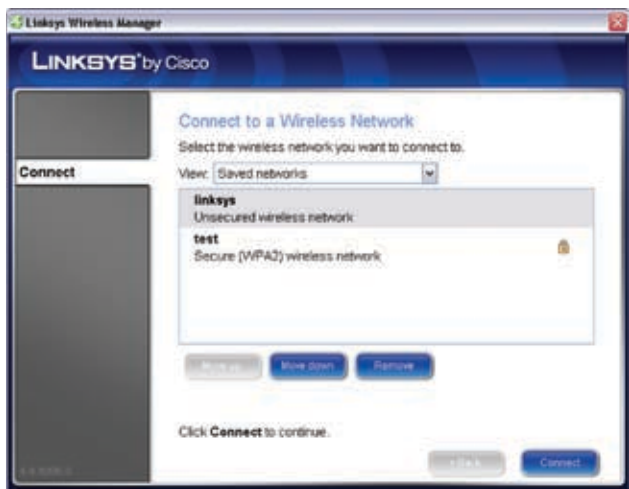 Linksys Wireless Manager
LINKSYS® by Cisco
Connect to a Wireless Network
Select the wireless network you want to connect to.
Connect
View: Saved networks
linksys
Unsecured wireless network
test
Secure (WPA2) wireless network
Move up Move down Remove
Click Connect to continue.
Back Connect